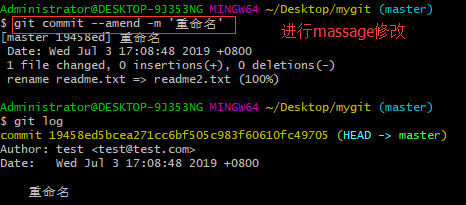 Administrator@DESKTOP-9J353NG MINGW64 ~/Desktop/mygit (master)
$ git commit --amend -m '重命名'
进行massage修改
[master 19458ed] 重命名
 Date: Wed Jul 3 17:08:48 2019 +0800
 1 file changed, 0 insertions(+), 0 deletions(-)
 rename readme.txt => readme2.txt (100%)
Administrator@DESKTOP-9J353NG MINGW64 ~/Desktop/mygit (master)
$ git log
commit 19458ed5bcea271cc6bf505c983f60610fc49705 (HEAD -> master)
Author: test <test@test.com>
Date:   Wed Jul 3 17:08:48 2019 +0800
    重命名